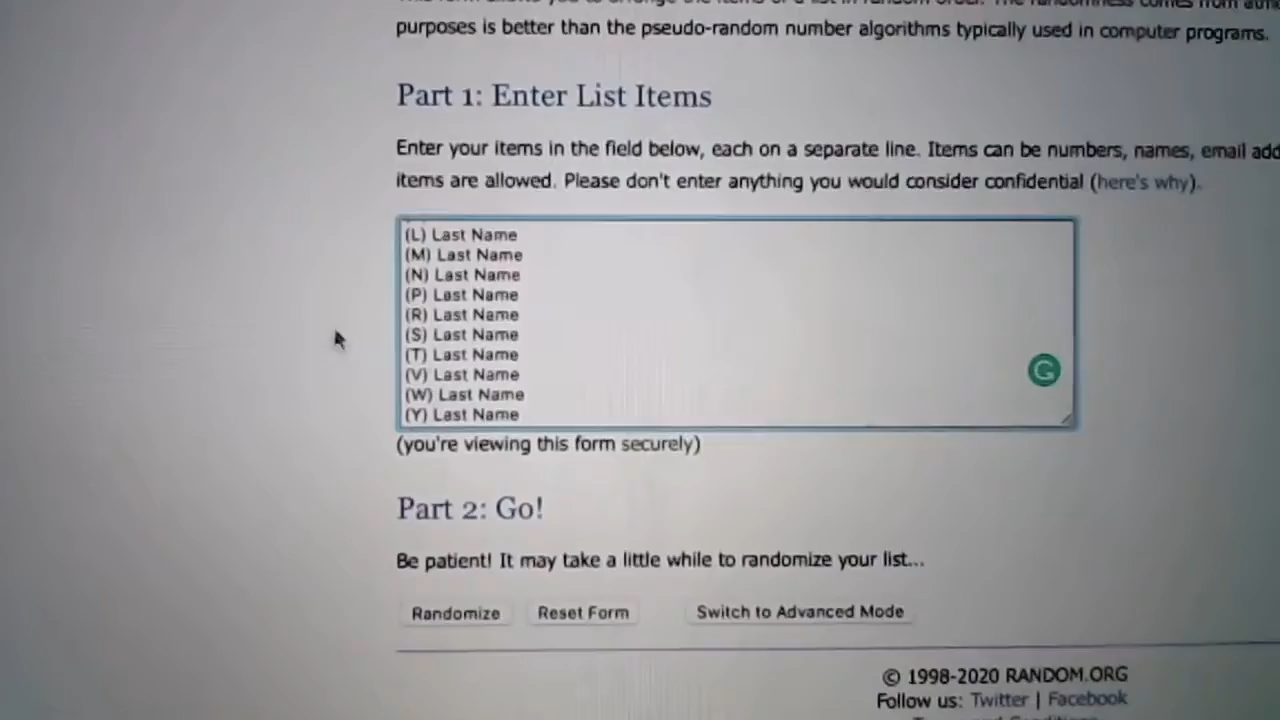 purposes is better than the pseudo-random number algorithms typically used in computer programs.
Part 1: Enter List Items
Enter your items in the field below, each on a separate line. Items can be numbers, names, email add
items are allowed. Please don't enter anything you would consider confidential (here's why).
(L) Last Name
(M) Last Name
(N) Last Name
(P) Last Name
(R) Last Name
(S) Last Name
(T) Last Name
(V) Last Name
(W) Last Name
(Y) Last Name
G
(you're viewing this form securely)
Part 2: Go!
Be patient! It may take a little while to randomize your list...
Randomize Reset Form Switch to Advanced Mode
© 1998-2020 RANDOM.ORG
Follow us: Twitter | Facebook